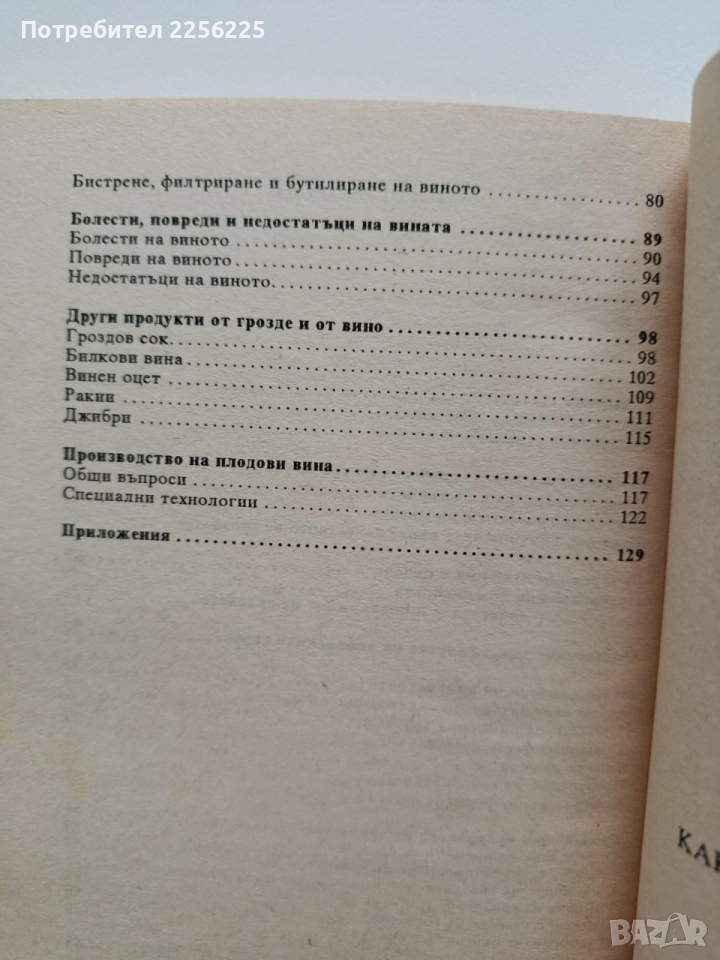 Потребител 2256225
Бистрене, филтриране и бутилиране на виното ........................ 80
Болести, повреди и недостатъци на вината ........................ 89
Болести на виното ........................ 90
Повреди на виното ........................ 94
Недостатъци на виното ........................ 97
Други продукти от грозде и от вино ........................ 98
Гроздов сок ........................ 98
Билкови вина ........................ 102
Винен оцет ........................ 109
Ракии ........................ 111
Джибри ........................ 115
Производство на плодови вина ........................ 117
Общи въпроси ........................ 117
Специални технологии ........................ 122
Приложения ........................ 129
BAZAR